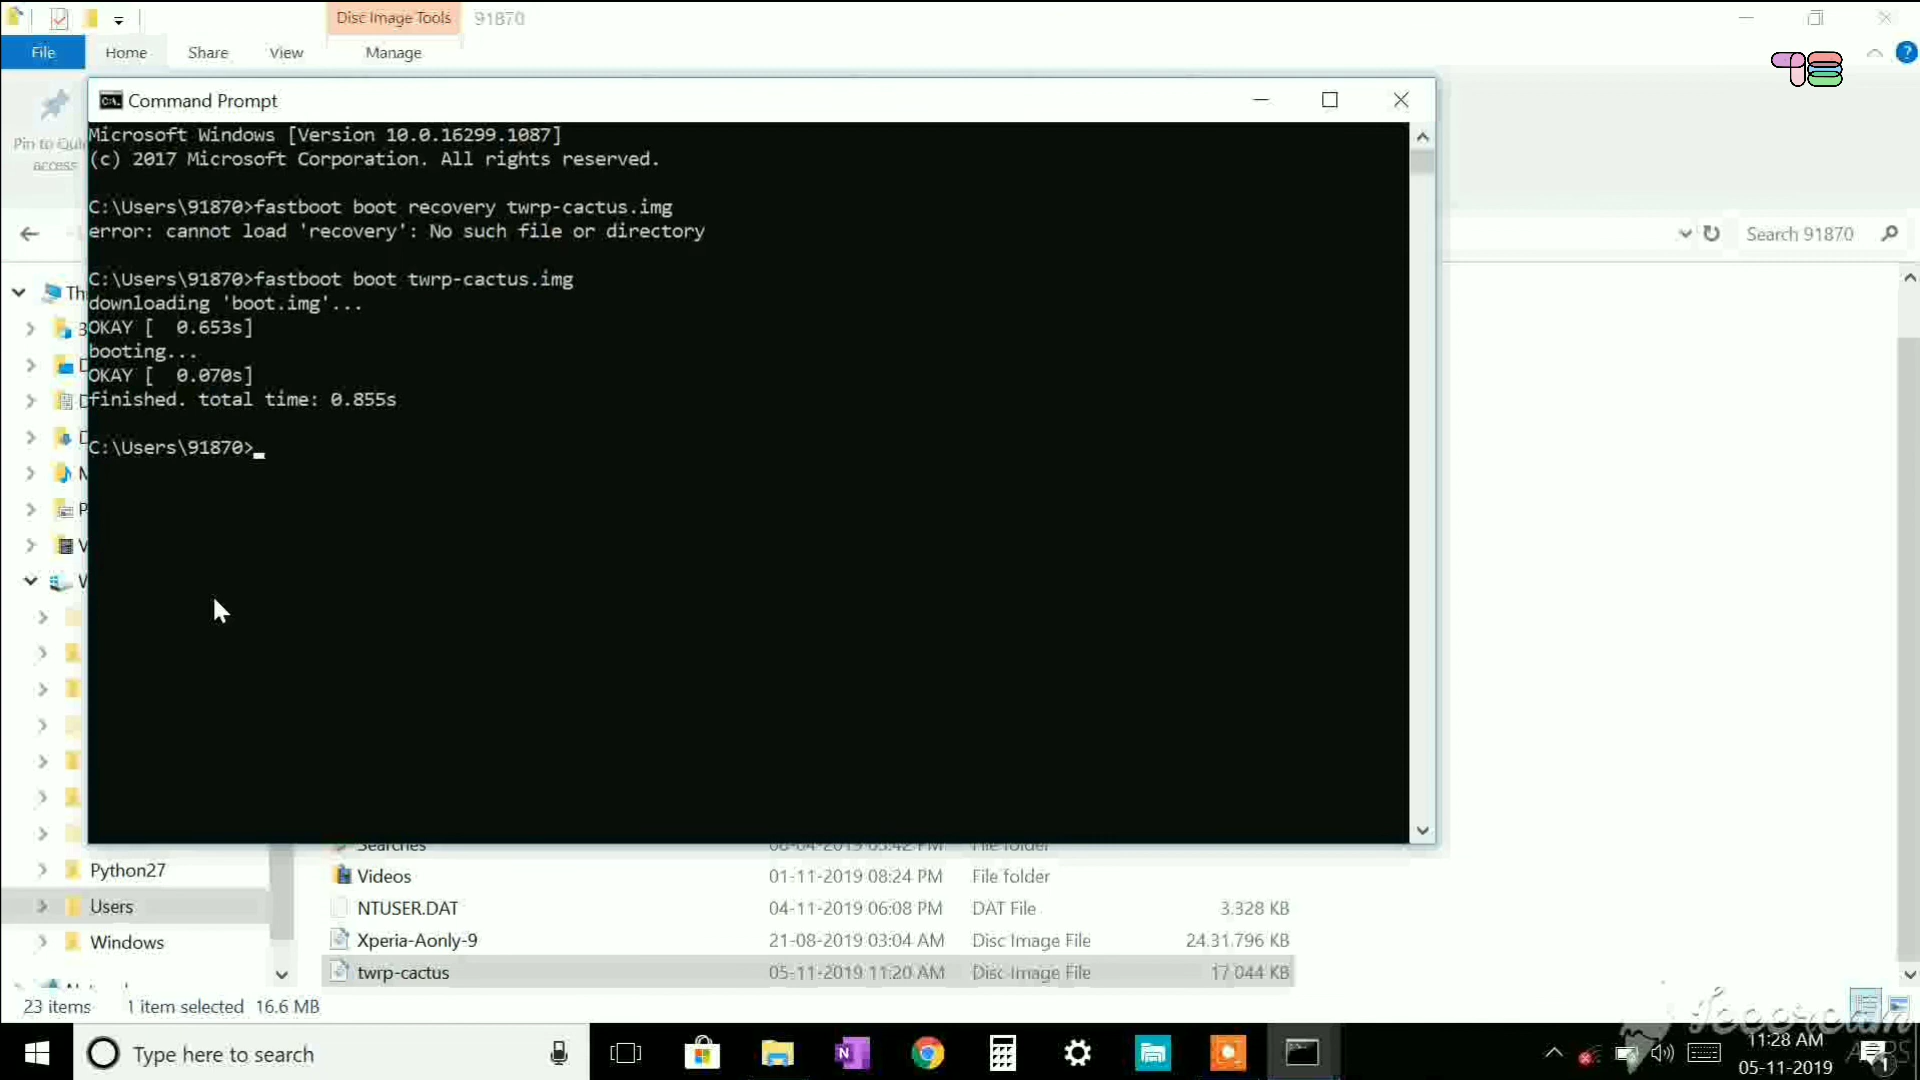 Disc Image Tools
91870
File
Home
Share
View
Manage
Command Prompt
Microsoft Windows [Version 10.0.16299.1087]
(c) 2017 Microsoft Corporation. All rights reserved.
Pin to Qui
access
C:\Users\91870>fastboot boot recovery twrp-cactus.img
error: cannot load 'recovery': No such file or directory
Search 91870
C:\Users\91870>fastboot boot twrp-cactus.img
downloading 'boot.img'...
OKAY [  0.653s]
booting...
OKAY [  0.070s]
finished. total time: 0.855s
C:\Users\91870>
Searches
File folder
Python27
Videos 01-11-2019 08:24 PM File folder
Users
NTUSER.DAT 04-11-2019 06:08 PM DAT File 3.328 KB
Xperia-Aonly-9 21-08-2019 03:04 AM Disc Image File 24.31.796 KB
Windows
twrp-cactus 05-11-2019 11:20 AM Disc Image File 17 044 KB
23 items 1 item selected 16.6 MB
Type here to search
11:28 AM
05-11-2019